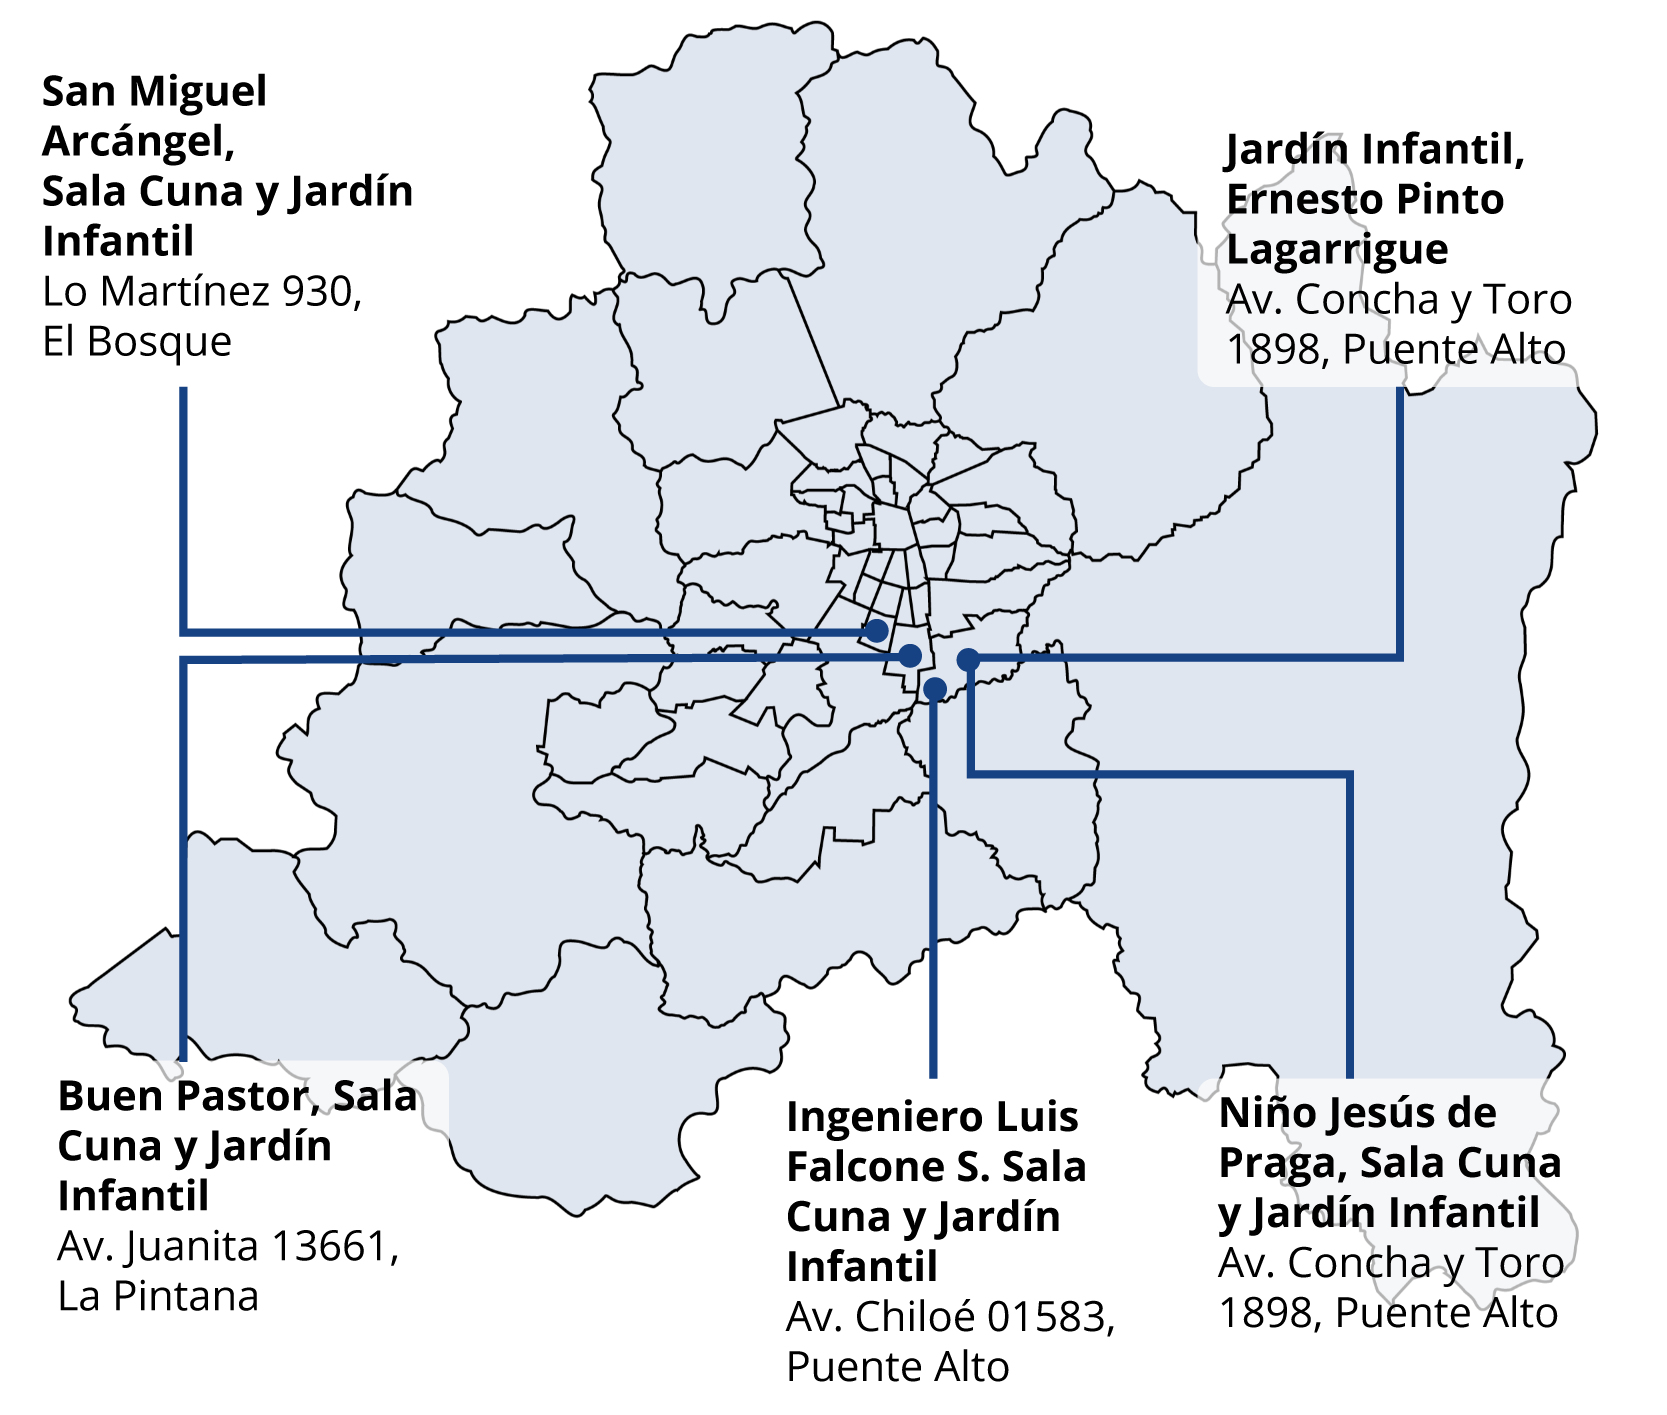 San Miguel
Arcángel,
Sala Cuna y Jardín
Infantil
Lo Martínez 930,
El Bosque
Jardín Infantil,
Ernesto Pinto
Lagarrigue
Av. Concha y Toro
1898, Puente Alto
Buen Pastor, Sala
Cuna y Jardín
Infantil
Av. Juanita 13661,
La Pintana
Ingeniero Luis
Falcone S. Sala
Cuna y Jardín
Infantil
Av. Chiloé 01583,
Puente Alto
Niño Jesús de
Praga, Sala Cuna
y Jardín Infantil
Av. Concha y Toro
1898, Puente Alto